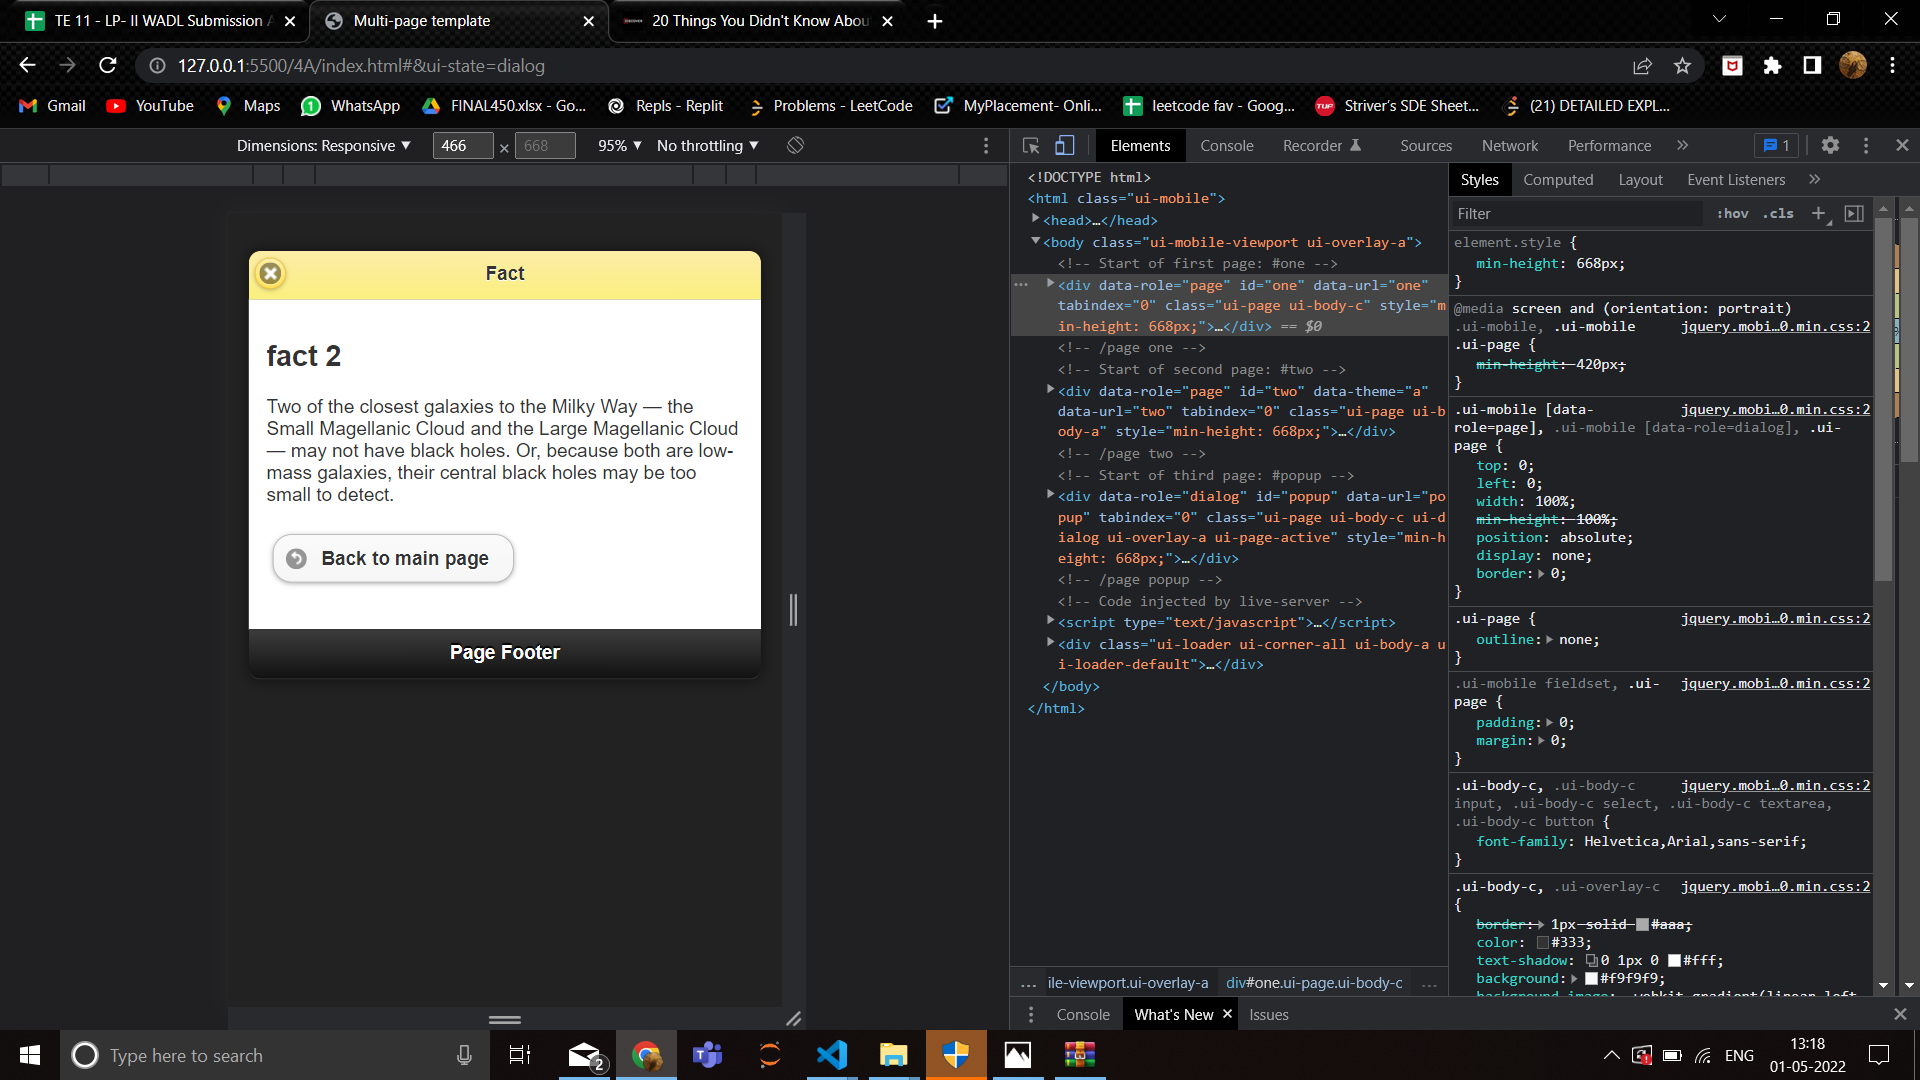 TE 11 - LP- II WADL Submission A
Multi-page template
20 Things You Didn't Know Abou
127.0.0.1:5500/4A/index.html#&ui-state=dialog
Gmail
YouTube
Maps
WhatsApp
FINAL450.xlsx - Go...
Repls - Replit
Problems - LeetCode
MyPlacement- Onli...
leetcode fav - Goog...
Striver's SDE Sheet...
(21) DETAILED EXPL...
Dimensions: Responsive ▼ 466 × 668 95% ▼ No throttling ▼
Fact
fact 2
Two of the closest galaxies to the Milky Way — the
Small Magellanic Cloud and the Large Magellanic Cloud
— may not have black holes. Or, because both are low-
mass galaxies, their central black holes may be too
small to detect.
Back to main page
Page Footer
Elements Console Recorder Sources Network Performance » 1
<!DOCTYPE html>
<html class="ui-mobile">
<head>…</head>
<body class="ui-mobile-viewport ui-overlay-a">
<!-- Start of first page: #one -->
<div data-role="page" id="one" data-url="one"
tabindex="0" class="ui-page ui-body-c" style="m
in-height: 668px;">…</div> == $0
<!-- /page one -->
<!-- Start of second page: #two -->
<div data-role="page" id="two" data-theme="a"
data-url="two" tabindex="0" class="ui-page ui-b
ody-a" style="min-height: 668px;">…</div>
<!-- /page two -->
<!-- Start of third page: #popup -->
<div data-role="dialog" id="popup" data-url="po
pup" tabindex="0" class="ui-page ui-body-c ui-d
ialog ui-overlay-a ui-page-active" style="min-h
eight: 668px;">…</div>
<!-- /page popup -->
<!-- Code injected by live-server -->
<script type="text/javascript">…</script>
<div class="ui-loader ui-corner-all ui-body-a u
i-loader-default">…</div>
</body>
</html>
... ile-viewport.ui-overlay-a div#one.ui-page.ui-body-c ...
Styles Computed Layout Event Listeners »
Filter :hov .cls +
element.style {
min-height: 668px;
}
@media screen and (orientation: portrait)
.ui-mobile, .ui-mobile jquery.mobi…0.min.css:2
.ui-page {
min-height: 420px;
}
.ui-mobile [data- jquery.mobi…0.min.css:2
role=page], .ui-mobile [data-role=dialog], .ui-
page {
top: 0;
left: 0;
width: 100%;
min-height: 100%;
position: absolute;
display: none;
border: 0;
}
.ui-page { jquery.mobi…0.min.css:2
outline: none;
}
.ui-mobile fieldset, .ui- jquery.mobi…0.min.css:2
page {
padding: 0;
margin: 0;
}
.ui-body-c, .ui-body-c jquery.mobi…0.min.css:2
input, .ui-body-c select, .ui-body-c textarea,
.ui-body-c button {
font-family: Helvetica,Arial,sans-serif;
}
.ui-body-c, .ui-overlay-c jquery.mobi…0.min.css:2
{
border: 1px solid #aaa;
color: #333;
text-shadow: 0 1px 0 #fff;
background: #f9f9f9;
Console What's New × Issues
Type here to search
2
ENG
13:18
01-05-2022